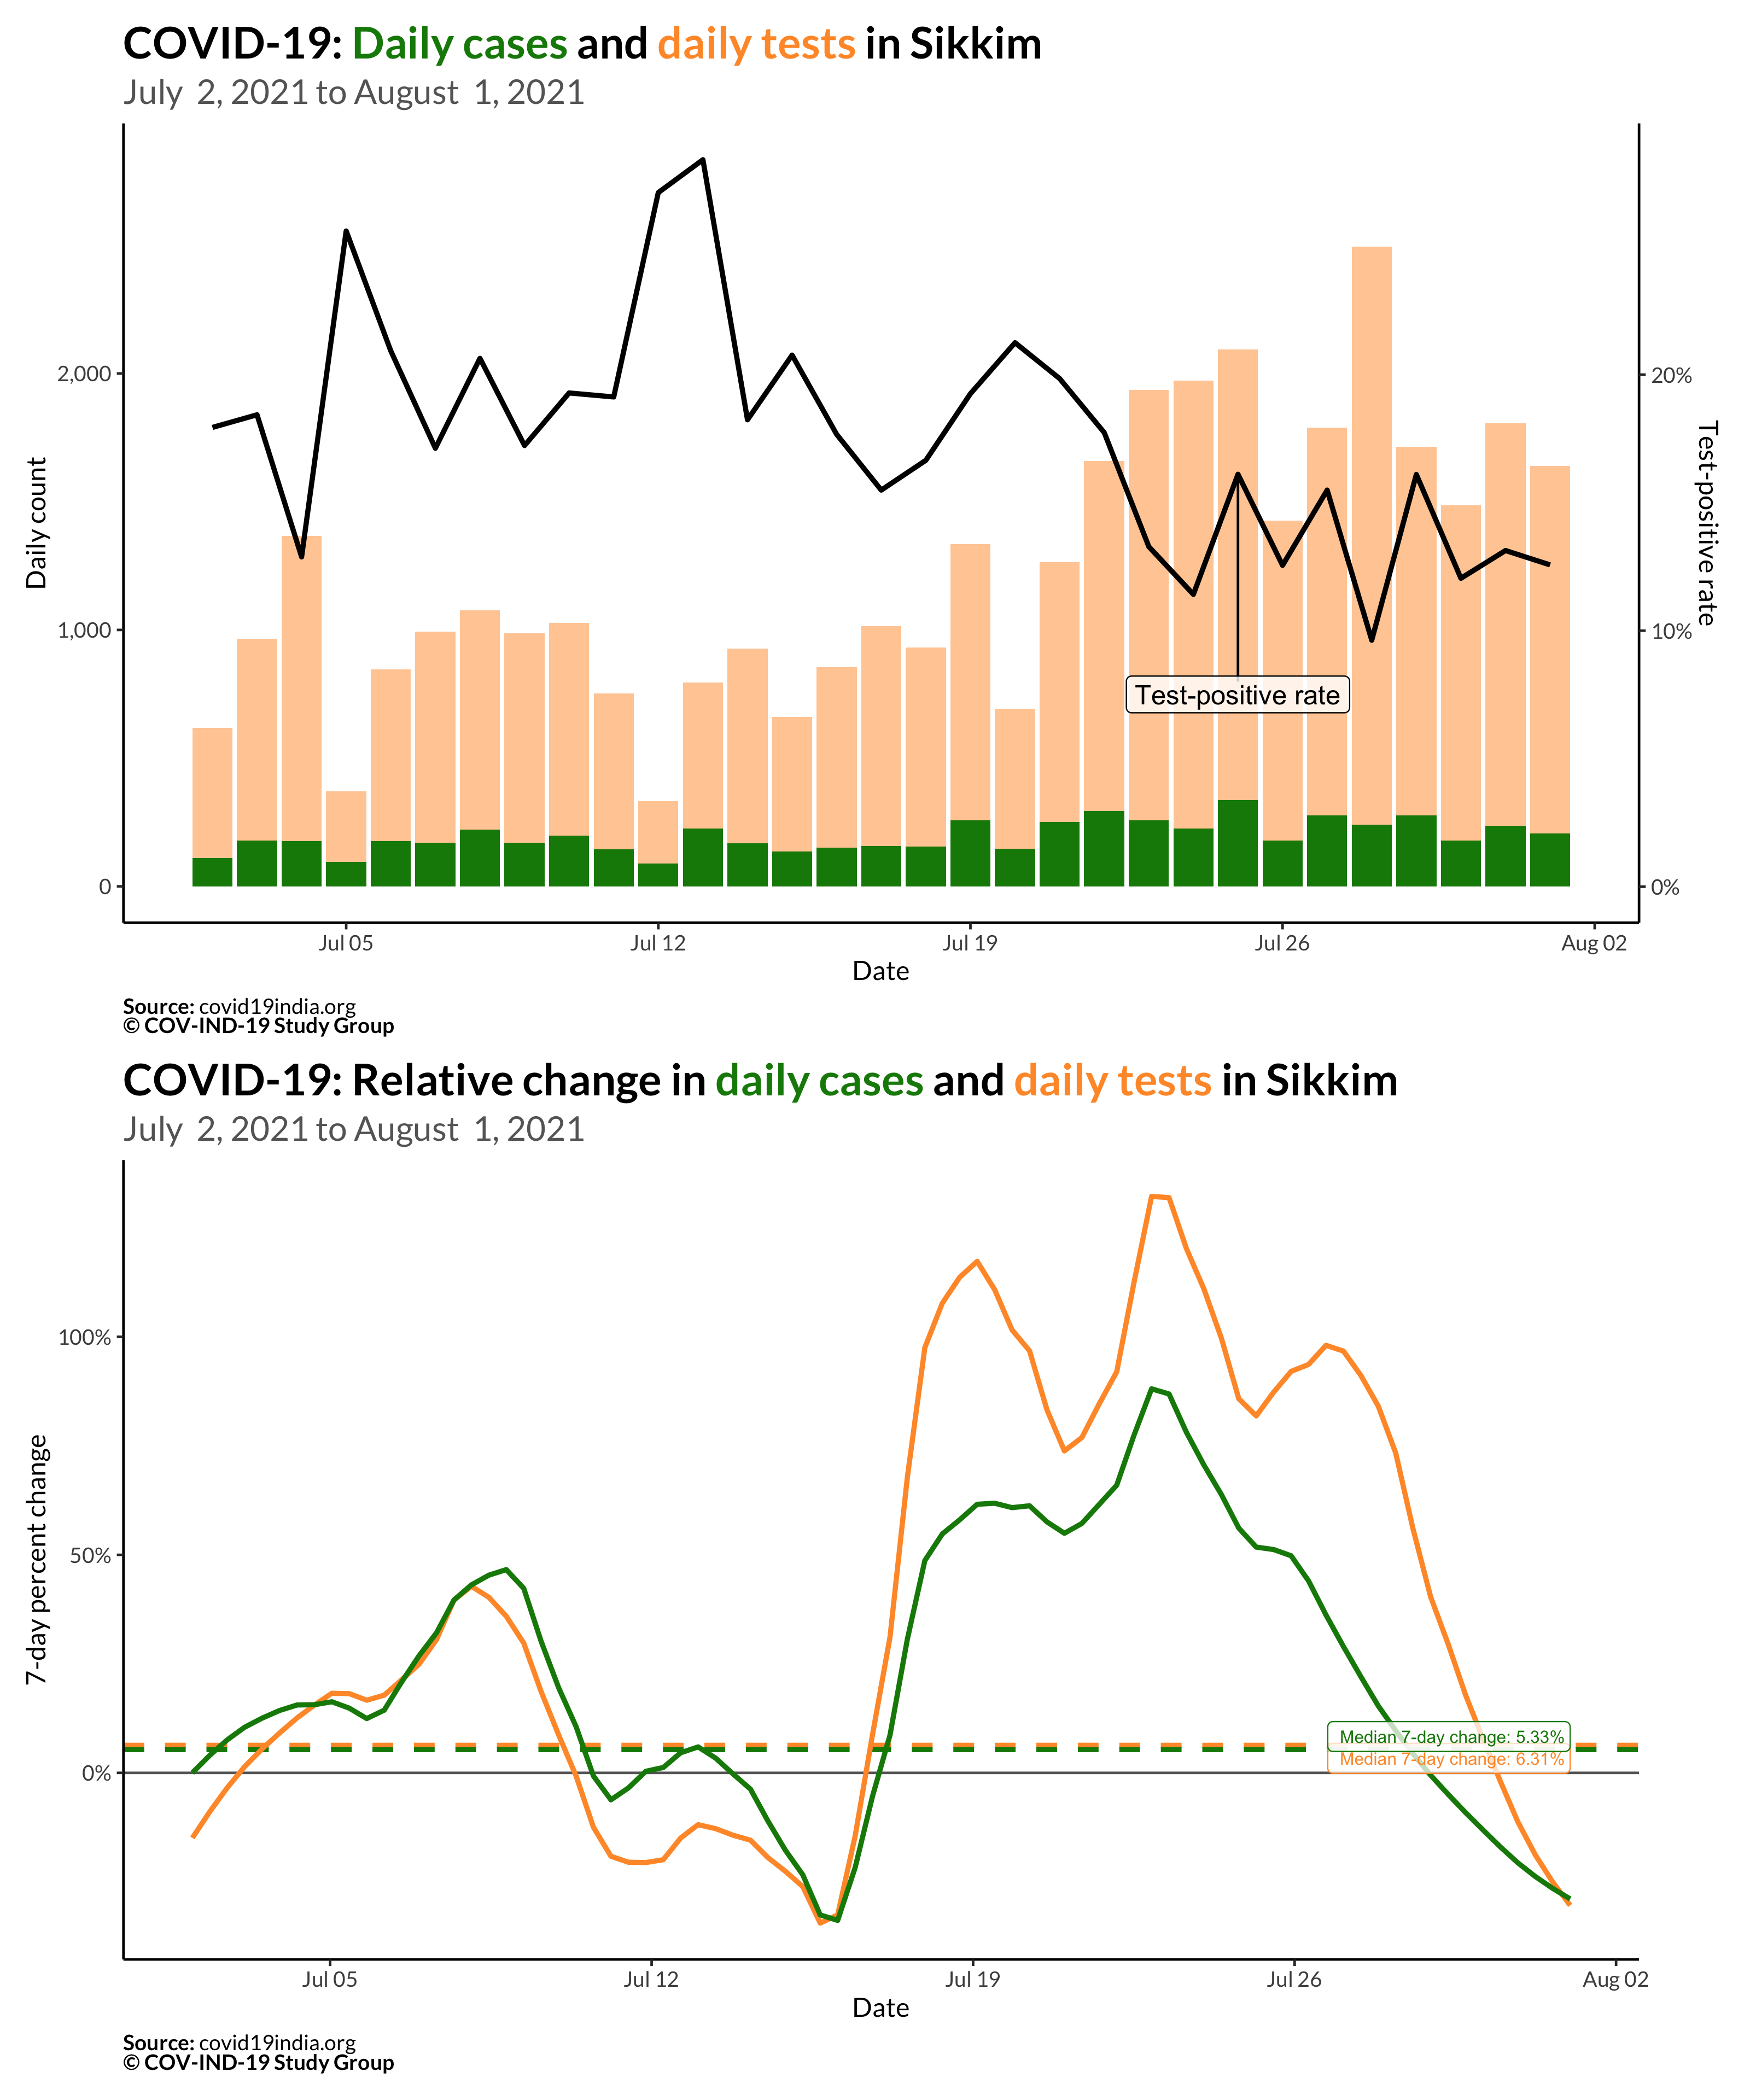 COVID-19: Daily cases and daily tests in Sikkim
July 2, 2021 to August 1, 2021
Daily count
2,000
1,000
0
20%
10%
0%
Test-positive rate
Test-positive rate
Jul 05
Jul 12
Jul 19
Jul 26
Aug 02
Date
Source: covid19india.org
© COV-IND-19 Study Group
COVID-19: Relative change in daily cases and daily tests in Sikkim
July 2, 2021 to August 1, 2021
7-day percent change
100%
50%
0%
Median 7-day change: 5.33%
Median 7-day change: 6.31%
Jul 05
Jul 12
Jul 19
Jul 26
Aug 02
Date
Source: covid19india.org
© COV-IND-19 Study Group